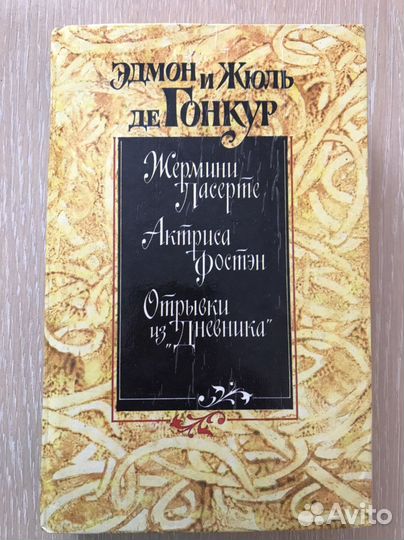 Эдмон и Жюль
де Гонкур
Жермини
Ласерте
Актриса
Фостэн
Отрывки
из „Дневника"
Avito